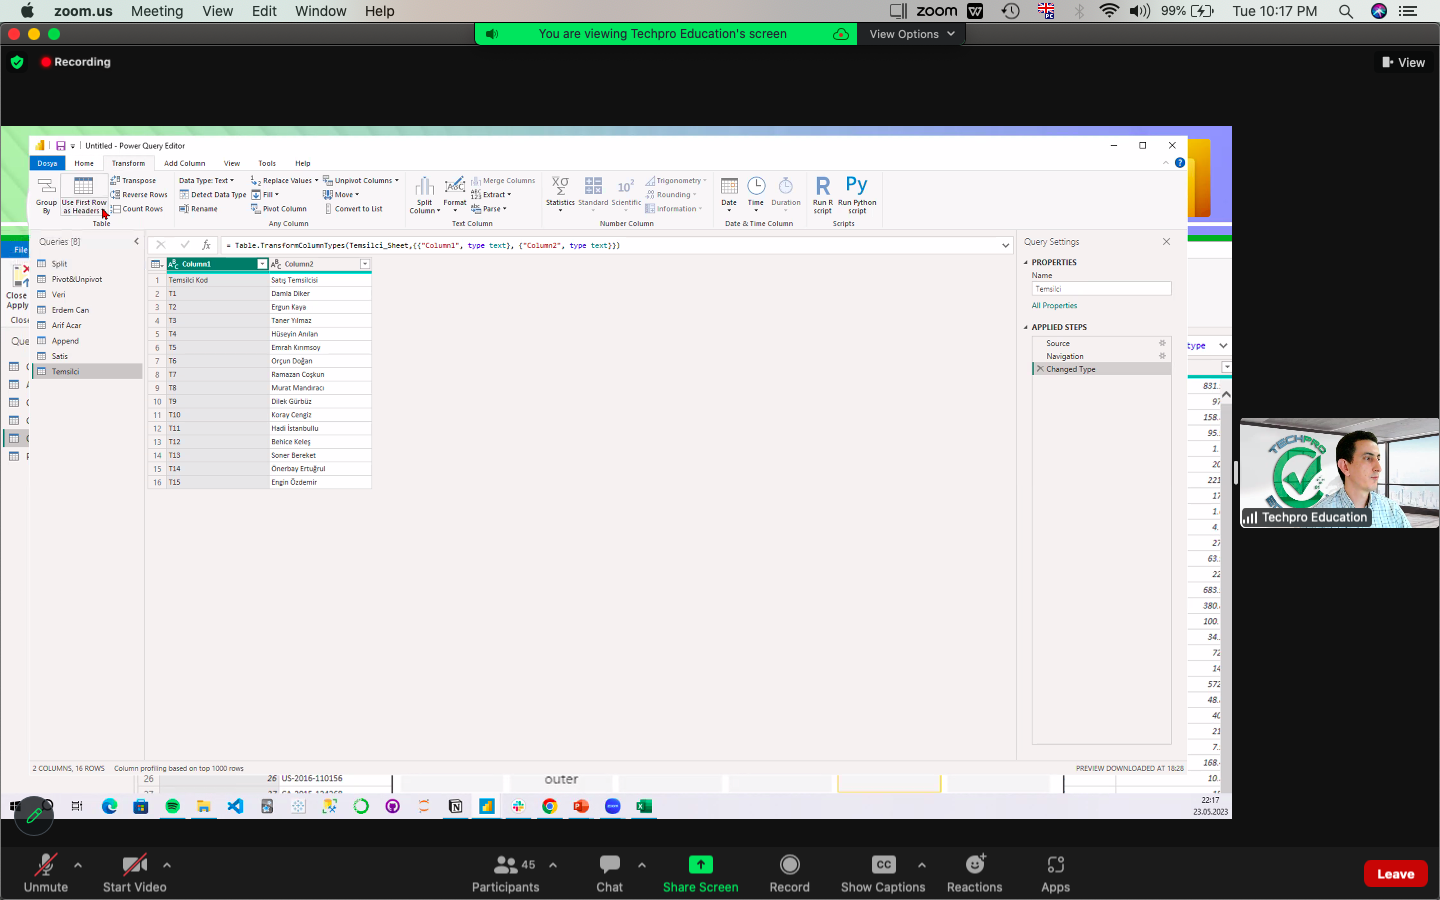 zoom.us Meeting View Edit Window Help
zoom 99% Tue 10:17 PM
You are viewing Techpro Education's screen View Options
Recording
View
Untitled - Power Query Editor
Dosya Home Transform Add Column View Tools Help
Group By
Use First Row as Headers
Transpose
Reverse Rows
Count Rows
Table
Data Type: Text
Detect Data Type
Rename
Replace Values
Fill
Pivot Column
Unpivot Columns
Move
Convert to List
Any Column
Split Column
Format
Merge Columns
Extract
Parse
Text Column
Statistics
Standard
Scientific
Trigonometry
Rounding
Information
Number Column
Date
Time
Duration
Date & Time Column
Run R script
Run Python script
Scripts
Queries [8]
Split
Pivot&Unpivot
Veri
Erdem Can
Arif Acar
Append
Satis
Temsilci
= Table.TransformColumnTypes(Temsilci_Sheet,{{"Column1", type text}, {"Column2", type text}})
Column1 Column2
1 Temsilci Kod Satış Temsilcisi
2 T1 Damla Diker
3 T2 Ergun Kaya
4 T3 Taner Yılmaz
5 T4 Hüseyin Anılan
6 T5 Emrah Kırımsoy
7 T6 Orçun Doğan
8 T7 Ramazan Coşkun
9 T8 Murat Mandıracı
10 T9 Dilek Gürbüz
11 T10 Koray Cengiz
12 T11 Hadi İstanbullu
13 T12 Behice Keleş
14 T13 Soner Bereket
15 T14 Önerbay Ertuğrul
16 T15 Engin Özdemir
Query Settings
PROPERTIES
Name
Temsilci
All Properties
APPLIED STEPS
Source
Navigation
Changed Type
File
Close
Apply
Clos
Que
type
831.
97
158.
95.
1.
20
221
17
1.
4.
27
63.
22
683.
380.
100.
34.
72
14
572
48.
40
21
7.
168.
10.
2 COLUMNS, 16 ROWS Column profiling based on top 1000 rows
PREVIEW DOWNLOADED AT 18:28
26 26 US-2016-110156
outer
22:17
23.05.2023
TECHPRO
Techpro Education
Unmute
Start Video
45
Participants
Chat
Share Screen
Record
CC
Show Captions
Reactions
Apps
Leave